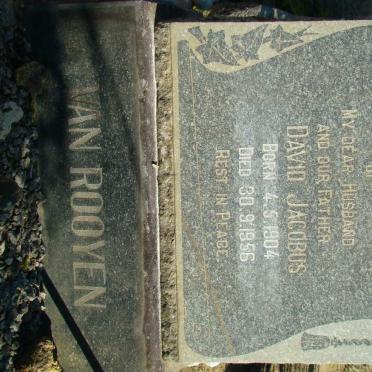 MY DEAR HUSBAND
AND OUR FATHER
DAVID JACOBUS
BORN 4.5.1904
DIED 30.9.1956
REST IN PEACE.
VAN ROOYEN